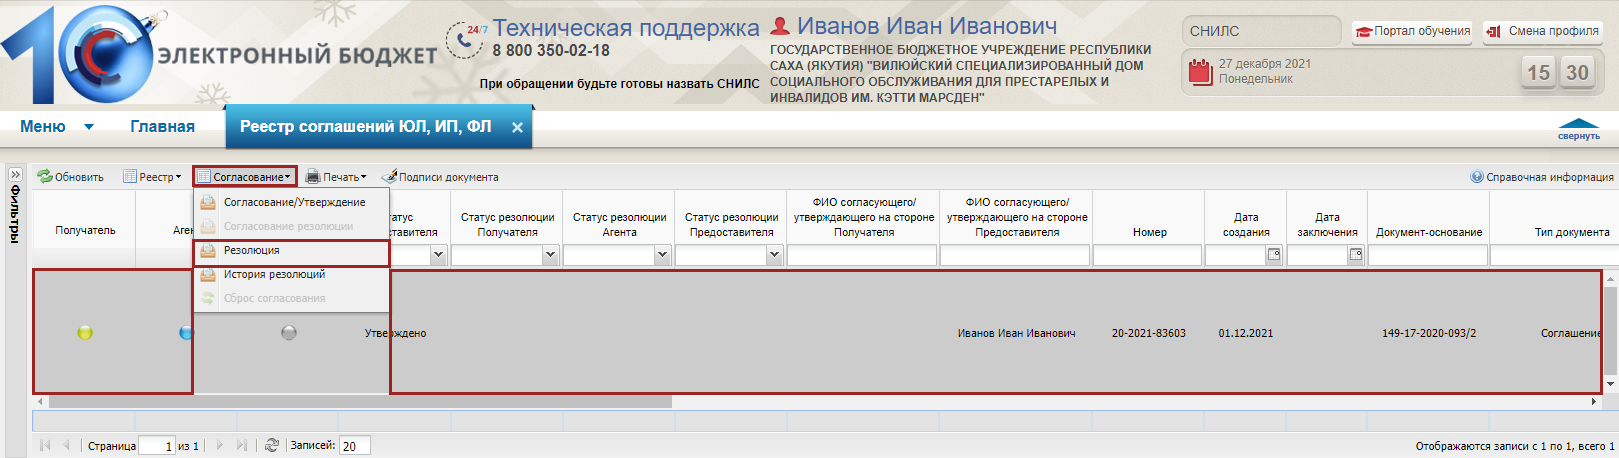 10
ЭЛЕКТРОННЫЙ БЮДЖЕТ
24/7
Техническая поддержка
8 800 350-02-18
При обращении будьте готовы назвать СНИЛС
Иванов Иван Иванович
ГОСУДАРСТВЕННОЕ БЮДЖЕТНОЕ УЧРЕЖДЕНИЕ РЕСПУБЛИКИ
САХА (ЯКУТИЯ) "ВИЛЮЙСКИЙ СПЕЦИАЛИЗИРОВАННЫЙ ДОМ
СОЦИАЛЬНОГО ОБСЛУЖИВАНИЯ ДЛЯ ПРЕСТАРЕЛЫХ И
ИНВАЛИДОВ ИМ. КЭТТИ МАРСДЕН"
СНИЛС
Портал обучения
Смена профиля
27 декабря 2021
Понедельник
15 30
Меню
Главная
Реестр соглашений ЮЛ, ИП, ФЛ
свернуть
Фильтры
Обновить
Реестр
Согласование
Печать
Подписи документа
Справочная информация
Согласование/Утверждение
Согласование резолюции
Резолюция
История резолюций
Сброс согласования
Получатель
Аген
татус
оставителя
Статус резолюции
Получателя
Статус резолюции
Агента
Статус резолюции
Предоставителя
ФИО согласующего/
утверждающего на стороне
Получателя
ФИО согласующего/
утверждающего на стороне
Предоставителя
Номер
Дата
создания
Дата
заключения
Документ-основание
Тип документа
Утверждено
Иванов Иван Иванович
20-2021-83603
01.12.2021
149-17-2020-093/2
Соглашение
Страница 1 из 1
Записей: 20
Отображаются записи с 1 по 1, всего 1